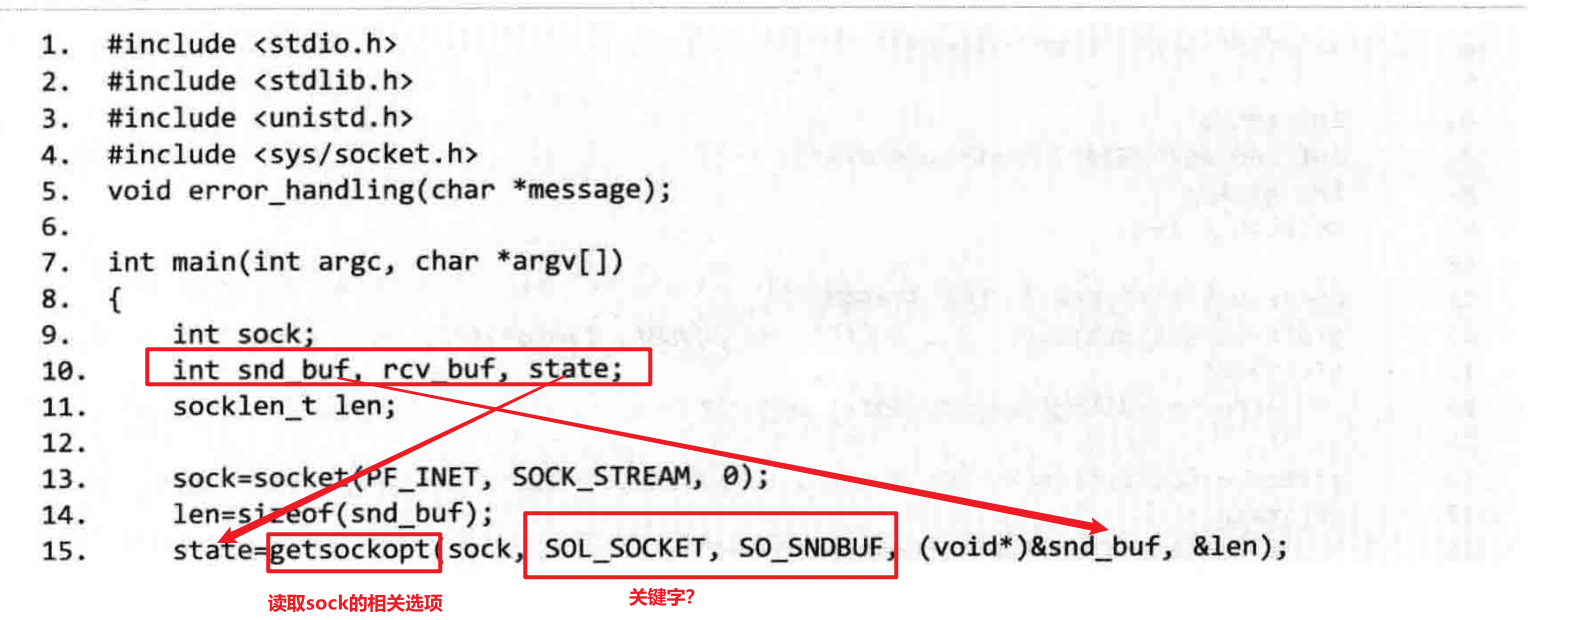 1. #include <stdio.h>
2. #include <stdlib.h>
3. #include <unistd.h>
4. #include <sys/socket.h>
5. void error_handling(char *message);
6.
7. int main(int argc, char *argv[])
8. {
9. int sock;
10. int snd_buf, rcv_buf, state;
11. socklen_t len;
12.
13. sock=socket(PF_INET, SOCK_STREAM, 0);
14. len=sizeof(snd_buf);
15. state=getsockopt(sock, SOL_SOCKET, SO_SNDBUF, (void*)&snd_buf, &len);
读取sock的相关选项
关键字?